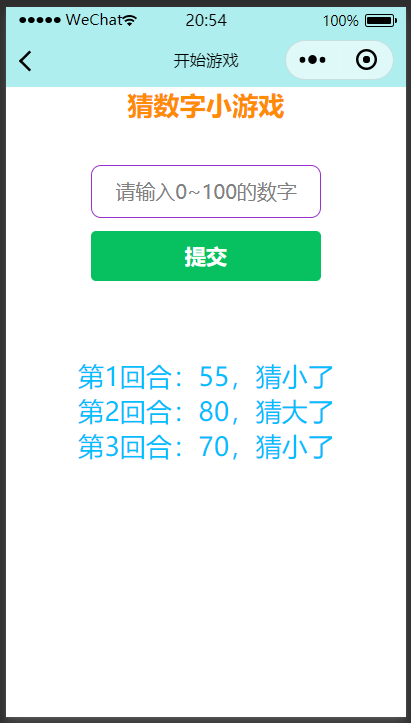 WeChat 20:54 100%
开始游戏
猜数字小游戏
请输入0~100的数字
提交
第1回合：55，猜小了
第2回合：80，猜大了
第3回合：70，猜小了